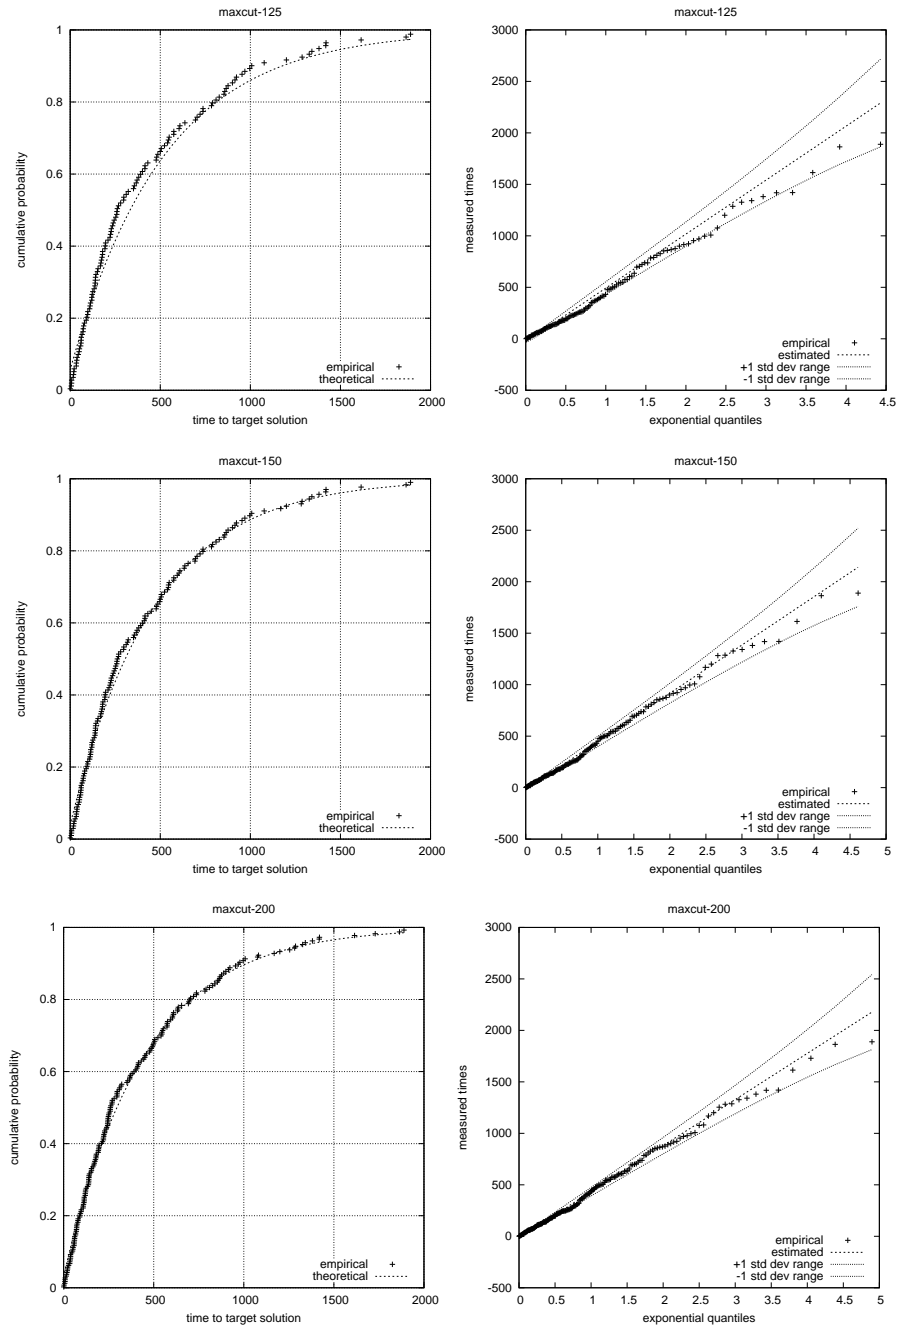 maxcut-125
1
0.8
0.6
0.4
0.2
0
0
500
1000
1500
2000
cumulative probability
time to target solution
empirical
theoretical
maxcut-125
3000
2500
2000
1500
1000
500
0
-500
0
0.5
1
1.5
2
2.5
3
3.5
4
4.5
measured times
exponential quantiles
empirical
estimated
+1 std dev range
-1 std dev range
maxcut-150
1
0.8
0.6
0.4
0.2
0
0
500
1000
1500
2000
cumulative probability
time to target solution
empirical
theoretical
maxcut-150
3000
2500
2000
1500
1000
500
0
-500
0
0.5
1
1.5
2
2.5
3
3.5
4
4.5
5
measured times
exponential quantiles
empirical
estimated
+1 std dev range
-1 std dev range
maxcut-200
1
0.8
0.6
0.4
0.2
0
0
500
1000
1500
2000
cumulative probability
time to target solution
empirical
theoretical
maxcut-200
3000
2500
2000
1500
1000
500
0
-500
0
0.5
1
1.5
2
2.5
3
3.5
4
4.5
5
measured times
exponential quantiles
empirical
estimated
+1 std dev range
-1 std dev range